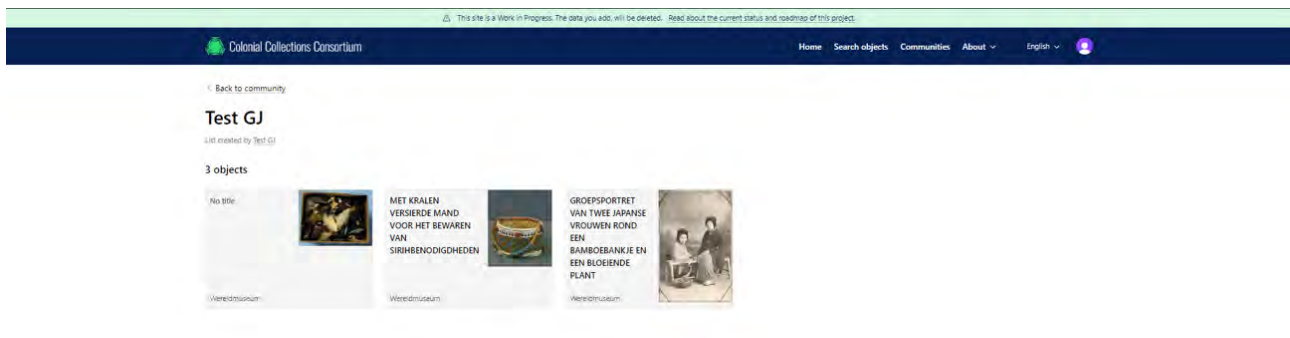 This site is a Work in Progress. The data you add, will be deleted. Read about the current status and roadmap of this project.
Colonial Collections Consortium
Home Search objects Communities About English
Back to community
Test GJ
List created by Test GJ
3 objects
No title
Wereldmuseum
MET KRALEN
VERSIERDE MAND
VOOR HET BEWAREN
VAN
SIRIHBENODIGDHEDEN
Wereldmuseum
GROEPSPORTRET
VAN TWEE JAPANSE
VROUWEN ROND
EEN
BAMBOEBANKJE EN
EEN BLOEIENDE
PLANT
Wereldmuseum